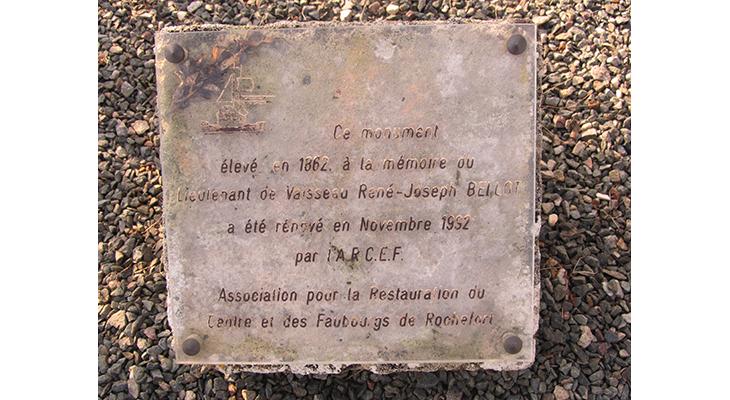 Ce monument
élevé en 1862, à la mémoire du
Lieutenant de Vaisseau René-Joseph BELLOT
a été rénové en Novembre 1992
par l'A.R.C.E.F.
Association pour la Restauration du
Centre et des Faubourgs de Rochefort